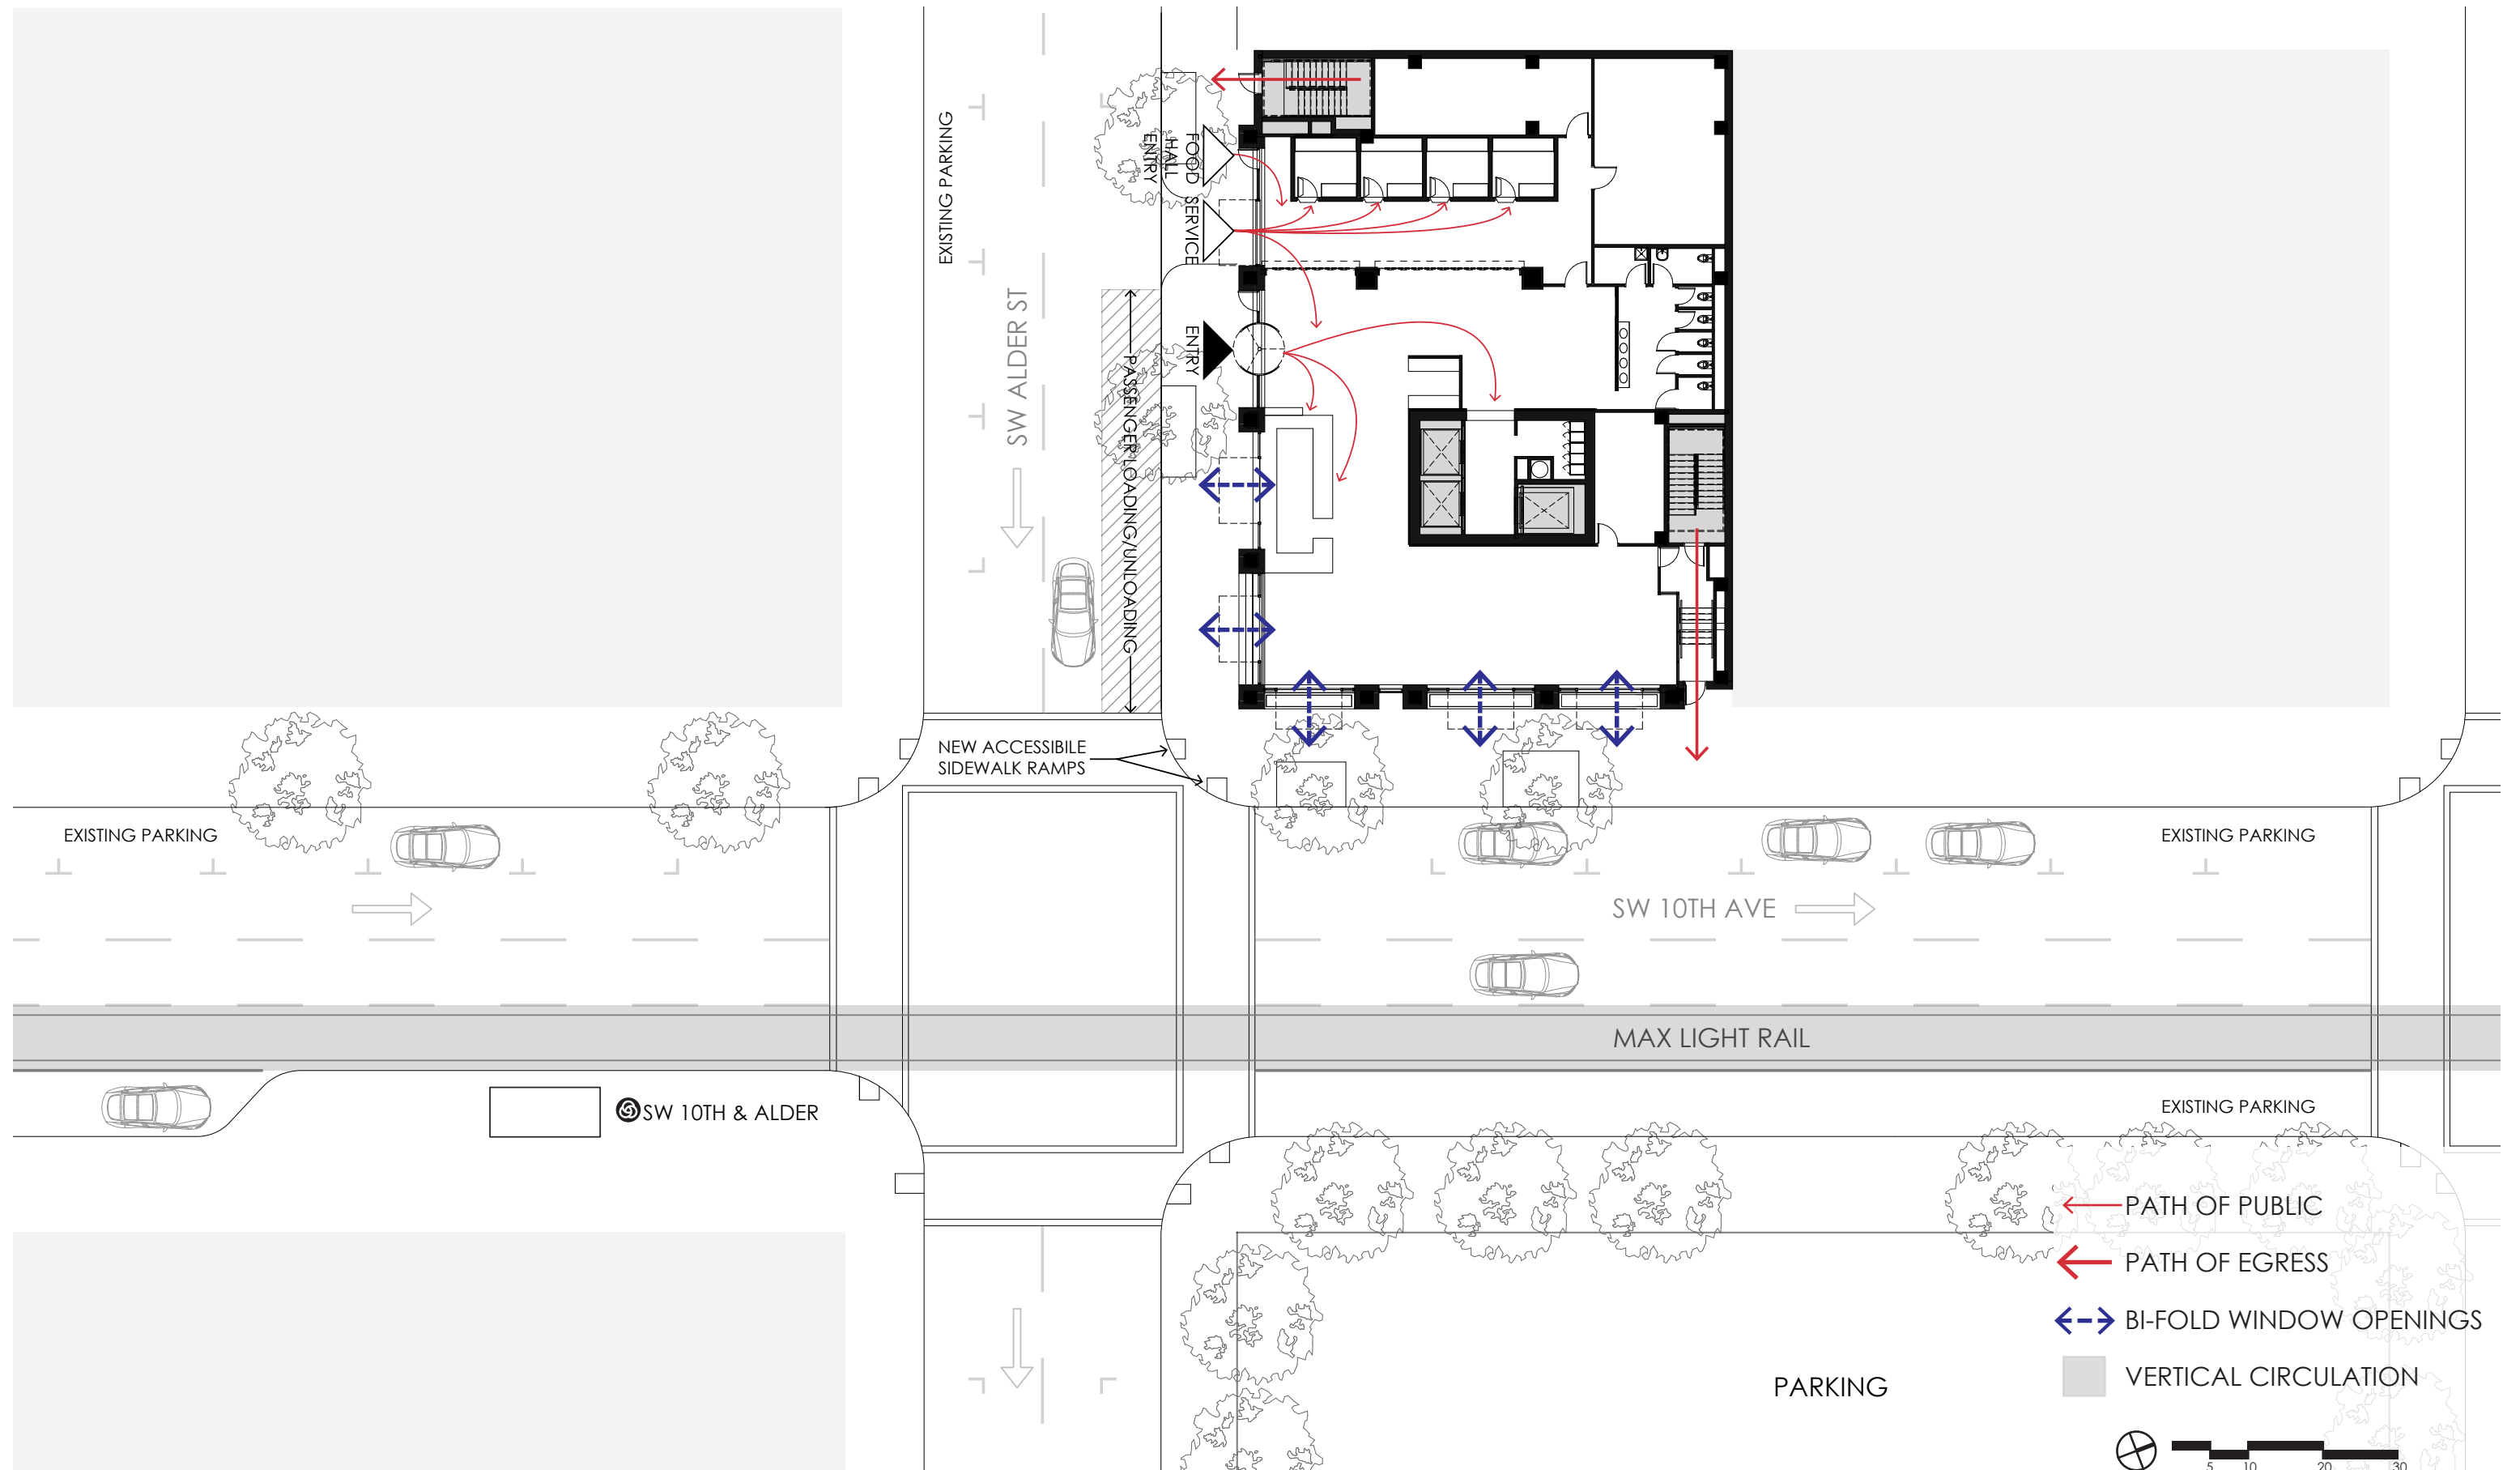 EXISTING PARKING
SW ALDER ST
FOOD
HALL
ENTRY
SERVICE
ENTRY
PASSENGER LOADING/UNLOADING
NEW ACCESSIBILE
SIDEWALK RAMPS
EXISTING PARKING
EXISTING PARKING
SW 10TH AVE
MAX LIGHT RAIL
SW 10TH & ALDER
EXISTING PARKING
PATH OF PUBLIC
PATH OF EGRESS
BI-FOLD WINDOW OPENINGS
VERTICAL CIRCULATION
PARKING
5 10 20 30